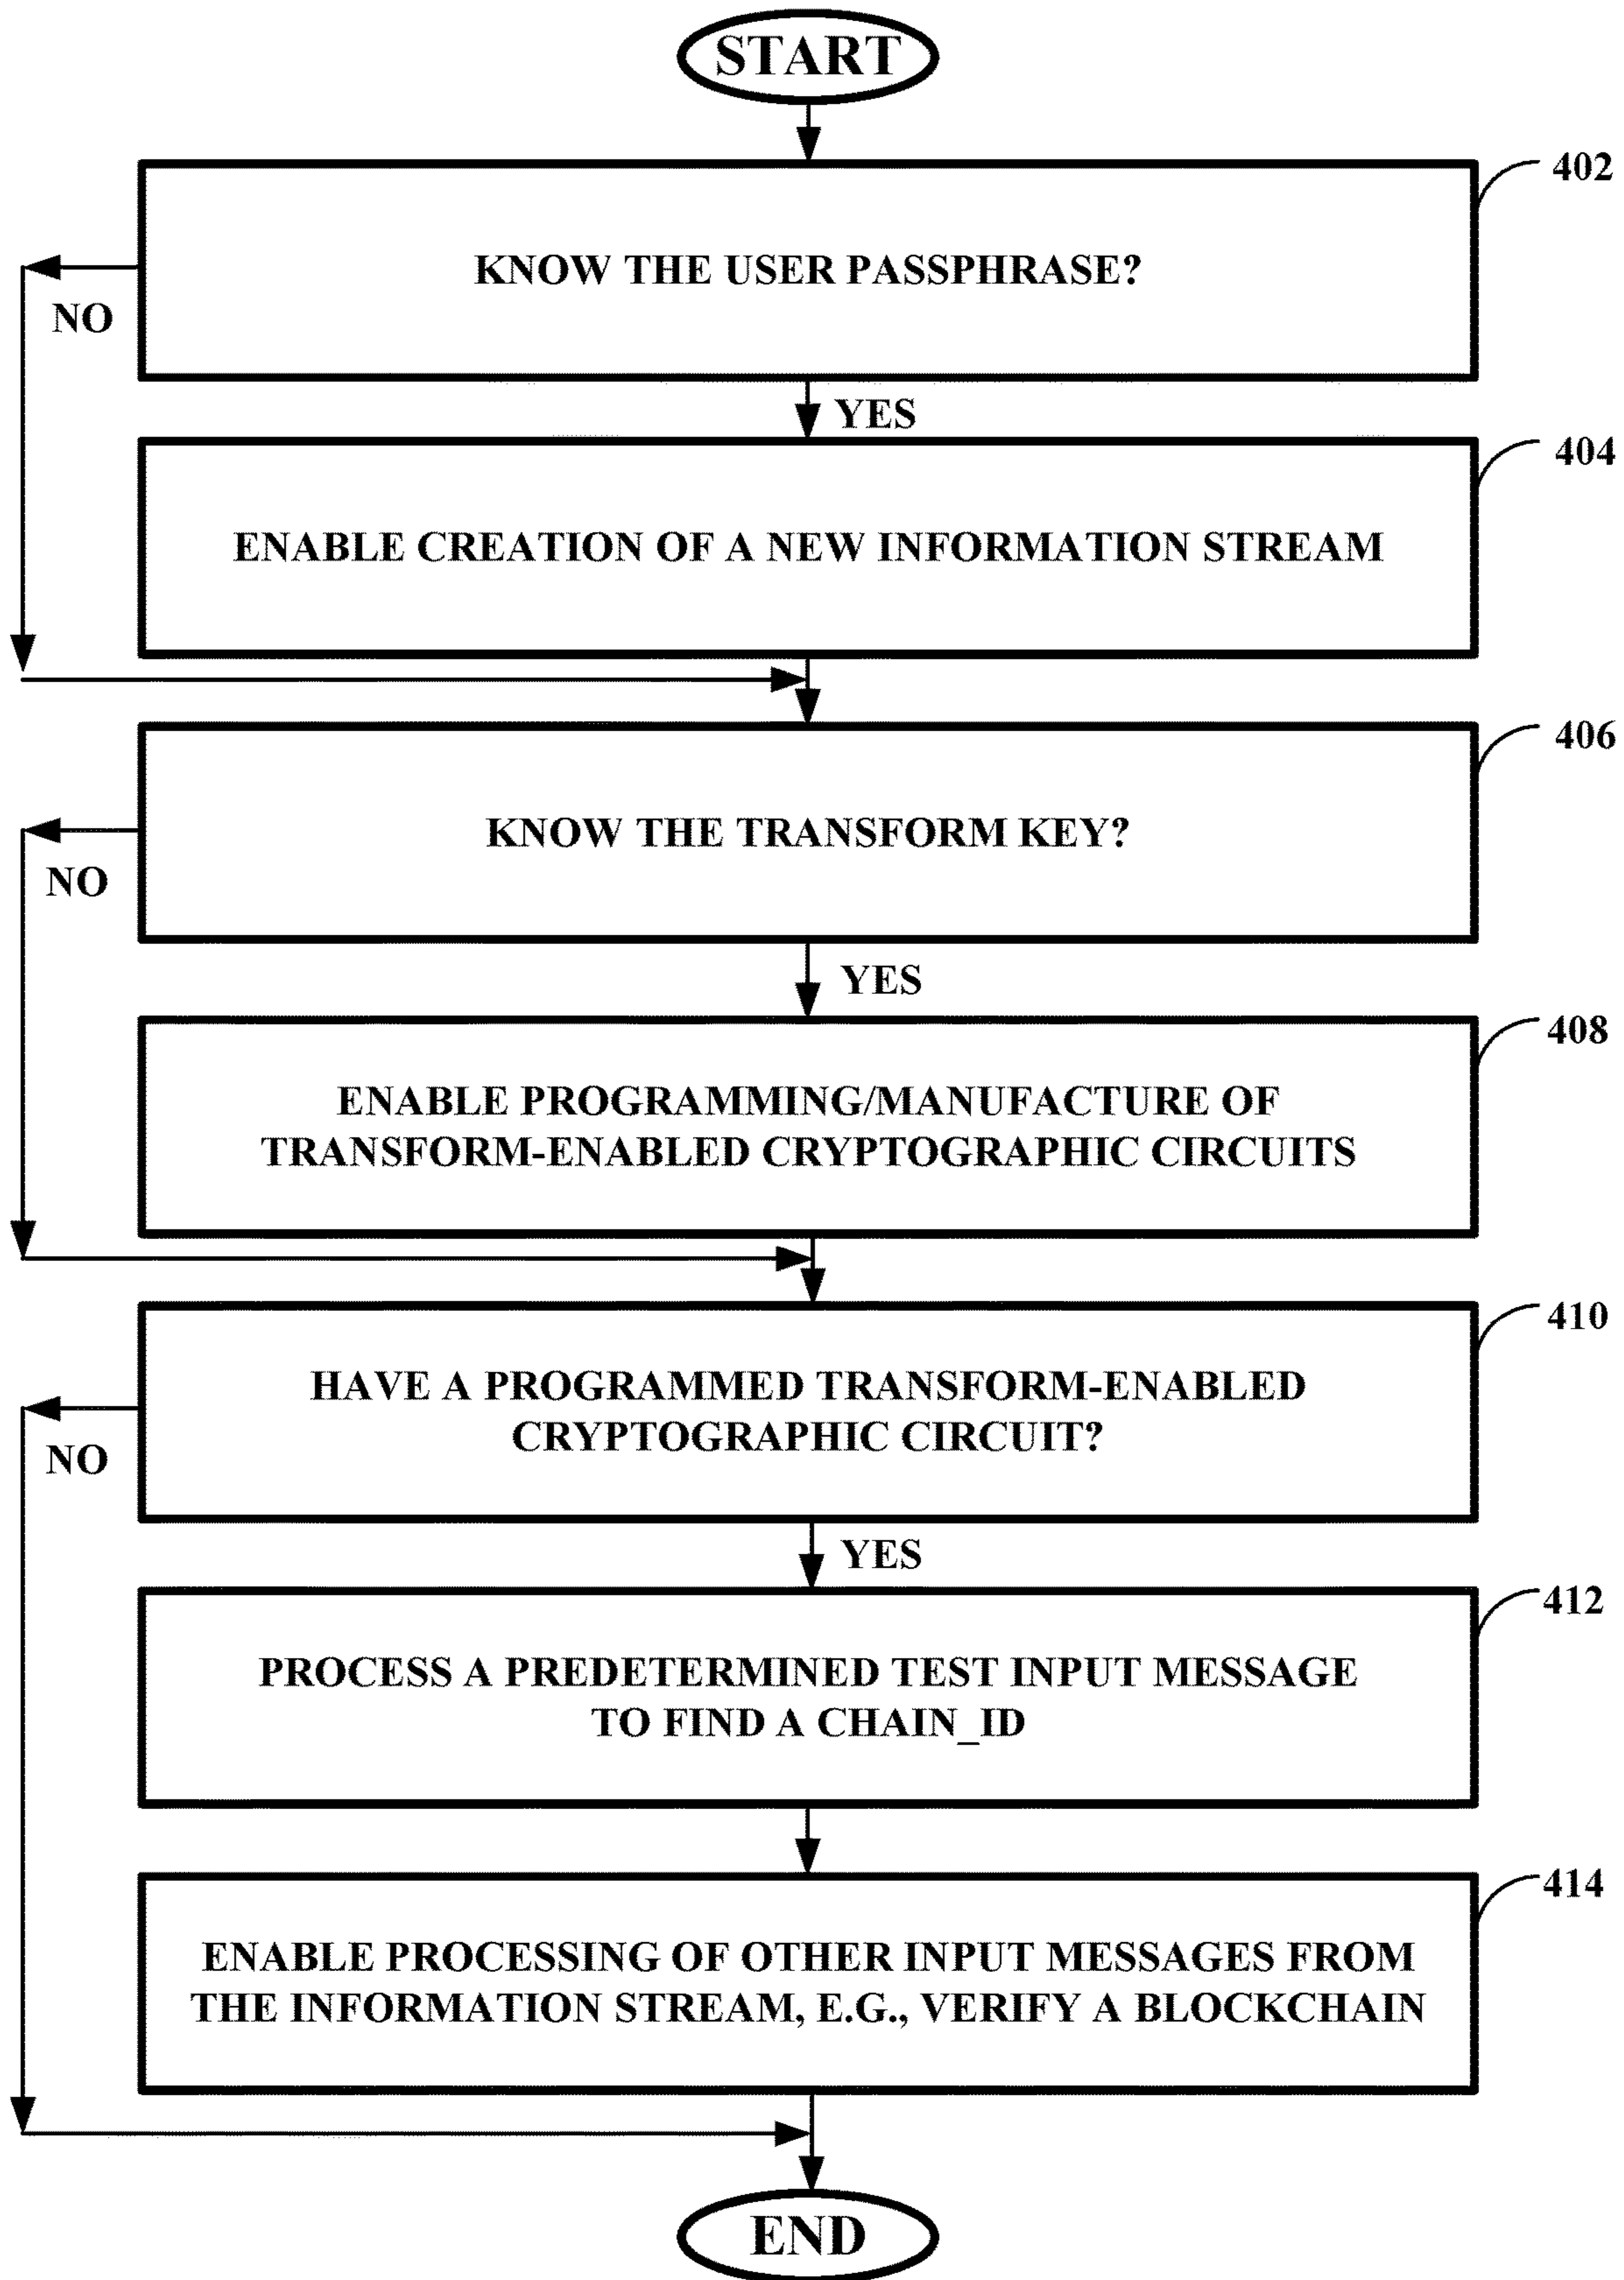 START
402
KNOW THE USER PASSPHRASE?
NO
YES
404
ENABLE CREATION OF A NEW INFORMATION STREAM
406
KNOW THE TRANSFORM KEY?
NO
YES
408
ENABLE PROGRAMMING/MANUFACTURE OF
TRANSFORM-ENABLED CRYPTOGRAPHIC CIRCUITS
410
HAVE A PROGRAMMED TRANSFORM-ENABLED
CRYPTOGRAPHIC CIRCUIT?
NO
YES
412
PROCESS A PREDETERMINED TEST INPUT MESSAGE
TO FIND A CHAIN_ID
414
ENABLE PROCESSING OF OTHER INPUT MESSAGES FROM
THE INFORMATION STREAM, E.G., VERIFY A BLOCKCHAIN
END